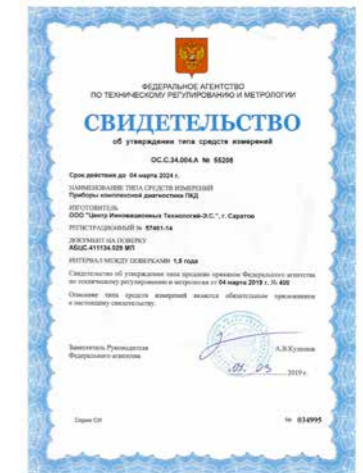 ФЕДЕРАЛЬНОЕ АГЕНТСТВО
ПО ТЕХНИЧЕСКОМУ РЕГУЛИРОВАНИЮ И МЕТРОЛОГИИ
СВИДЕТЕЛЬСТВО
об утверждении типа средств измерений
ОС.С.34.004.А № 55208
Срок действия до 04 марта 2024 г.
НАИМЕНОВАНИЕ ТИПА СРЕДСТВ ИЗМЕРЕНИЙ
Приборы комплексной диагностики ПКД
ИЗГОТОВИТЕЛЬ
ООО "Центр Инновационных Технологий-Э.С.", г. Саратов
РЕГИСТРАЦИОННЫЙ № 57461-14
ДОКУМЕНТ НА ПОВЕРКУ
АБЦС.411134.029 МП
ИНТЕРВАЛ МЕЖДУ ПОВЕРКАМИ 1,5 года
Свидетельство об утверждении типа продлено приказом Федерального агентства
по техническому регулированию и метрологии от 04 марта 2019 г. № 400
Описание типа средств измерений является обязательным приложением
к настоящему свидетельству.
Заместитель Руководителя
Федерального агентства
А.В.Кулешов
03 2019 г.
Серия СИ
№ 034995